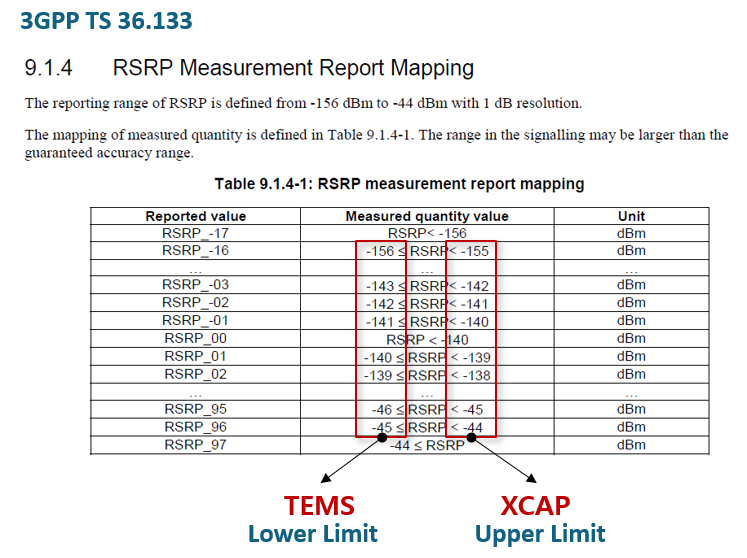 3GPP TS 36.133
9.1.4 RSRP Measurement Report Mapping
The reporting range of RSRP is defined from -156 dBm to -44 dBm with 1 dB resolution.
The mapping of measured quantity is defined in Table 9.1.4-1. The range in the signalling may be larger than the
guaranteed accuracy range.
Table 9.1.4-1: RSRP measurement report mapping
Reported value Measured quantity value Unit
RSRP_-17 RSRP< -156 dBm
RSRP_-16 -156 ≤ RSRP< -155 dBm
... ... ...
RSRP_-03 -143 ≤ RSRP< -142 dBm
RSRP_-02 -142 ≤ RSRP< -141 dBm
RSRP_-01 -141 ≤ RSRP< -140 dBm
RSRP_00 RSRP < -140 dBm
RSRP_01 -140 ≤ RSRP < -139 dBm
RSRP_02 -139 ≤ RSRP < -138 dBm
... ... ...
RSRP_95 -46 ≤ RSRP < -45 dBm
RSRP_96 -45 ≤ RSRP < -44 dBm
RSRP_97 -44 ≤ RSRP dBm
TEMS XCAP
Lower Limit Upper Limit